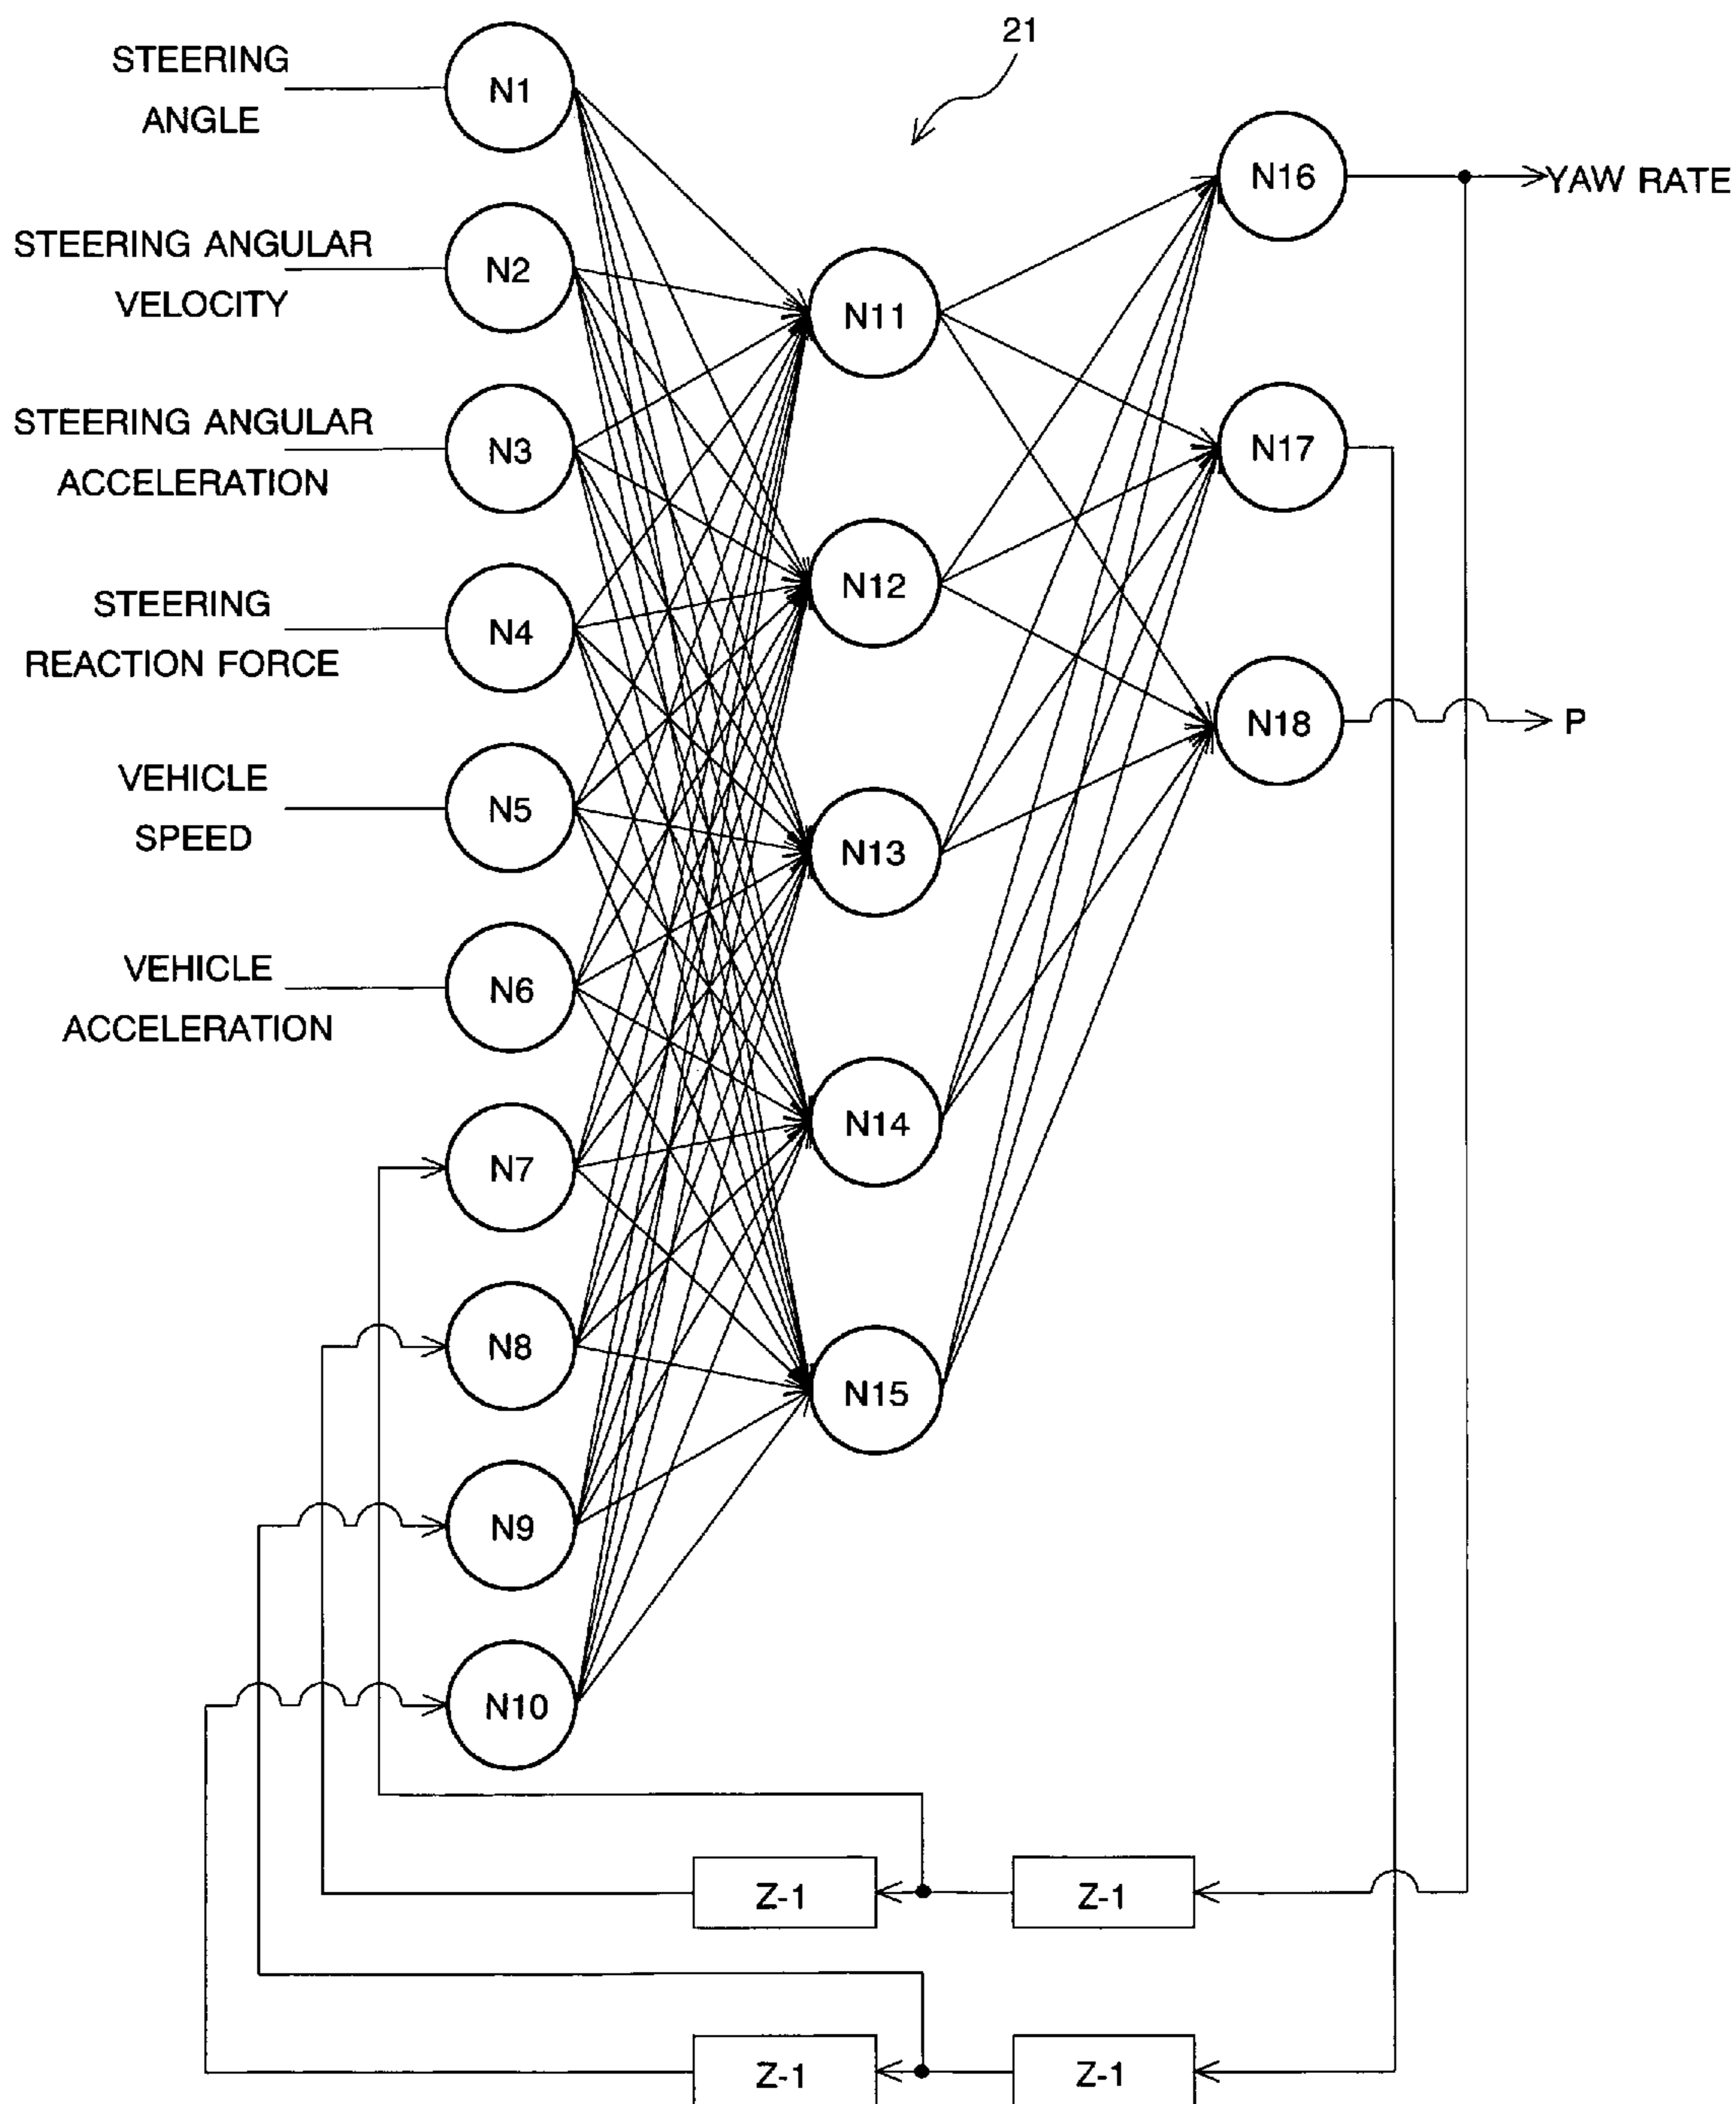 21
STEERING
ANGLE
N1
N16
YAW RATE
STEERING ANGULAR
VELOCITY
N2
N11
STEERING ANGULAR
ACCELERATION
N3
N17
STEERING
REACTION FORCE
N4
N12
N18
P
VEHICLE
SPEED
N5
N13
VEHICLE
ACCELERATION
N6
N14
N7
N8
N15
N9
N10
Z-1
Z-1
Z-1
Z-1